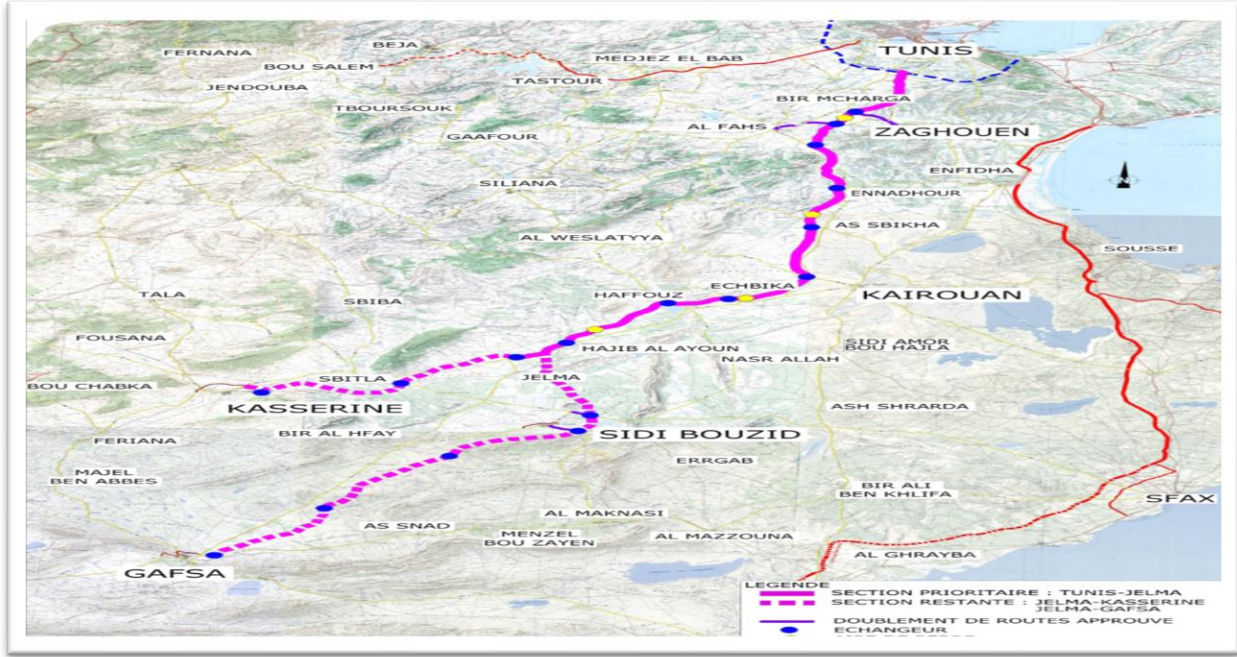 TUNIS
BEJA
FERNANA
BOU SALEM
MEDJEZ EL BAB
TASTOUR
JENDOUBA
BIR MCHARGA
TBOURSOUK
AL FAHS
ZAGHOUEN
GAAFOUR
ENFIDHA
SILIANA
ENNADHOUR
AS SBIKHA
AL WESLATYYA
SOUSSE
ECHBIKA
TALA
SBIBA
HAFFOUZ
KAIROUAN
FOUSANA
SIDI AMOR
BOU HAJLA
HAJIB AL AYOUN
NASR ALLAH
BOU CHABKA
SBITLA
JELMA
KASSERINE
ASH SHRARDA
BIR AL HFAY
SIDI BOUZID
FERIANA
ERRGAB
MAJEL
BEN ABBES
BIR ALI
BEN KHLIFA
SFAX
AL MAKNASI
AS SNAD
MENZEL
BOU ZAYEN
AL MAZZOUNA
AL GHRAYBA
GAFSA
LEGENDE
SECTION PRIORITAIRE : TUNIS-JELMA
SECTION RESTANTE : JELMA-KASSERINE
JELMA-GAFSA
DOUBLEMENT DE ROUTES APPROUVE
ECHANGEUR